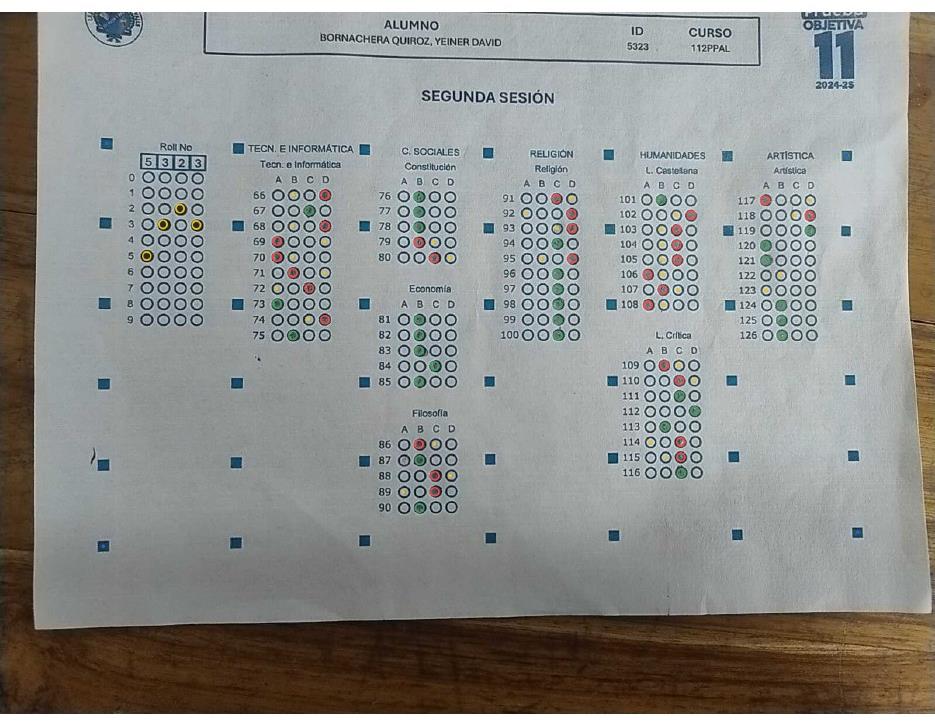 Prueba
OBJETIVA
11
2024-25
ALUMNO
BORNACHERA QUIROZ, YEINER DAVID
ID
5323
CURSO
112PPAL
SEGUNDA SESIÓN
Roll No
5 3 2 3
0
1
2
3
4
5
6
7
8
9
TECN. E INFORMÁTICA
Tecn. e Informática
A B C D
66
67
68
69
70
71
72
73
74
75
C. SOCIALES
Constitución
A B C D
76
77
78
79
80
Economía
A B C D
81
82
83
84
85
Filosofía
A B C D
86
87
88
89
90
RELIGIÓN
Religión
A B C D
91
92
93
94
95
96
97
98
99
100
HUMANIDADES
L. Castellana
A B C D
101
102
103
104
105
106
107
108
L. Crítica
A B C D
109
110
111
112
113
114
115
116
ARTÍSTICA
Artística
A B C D
117
118
119
120
121
122
123
124
125
126